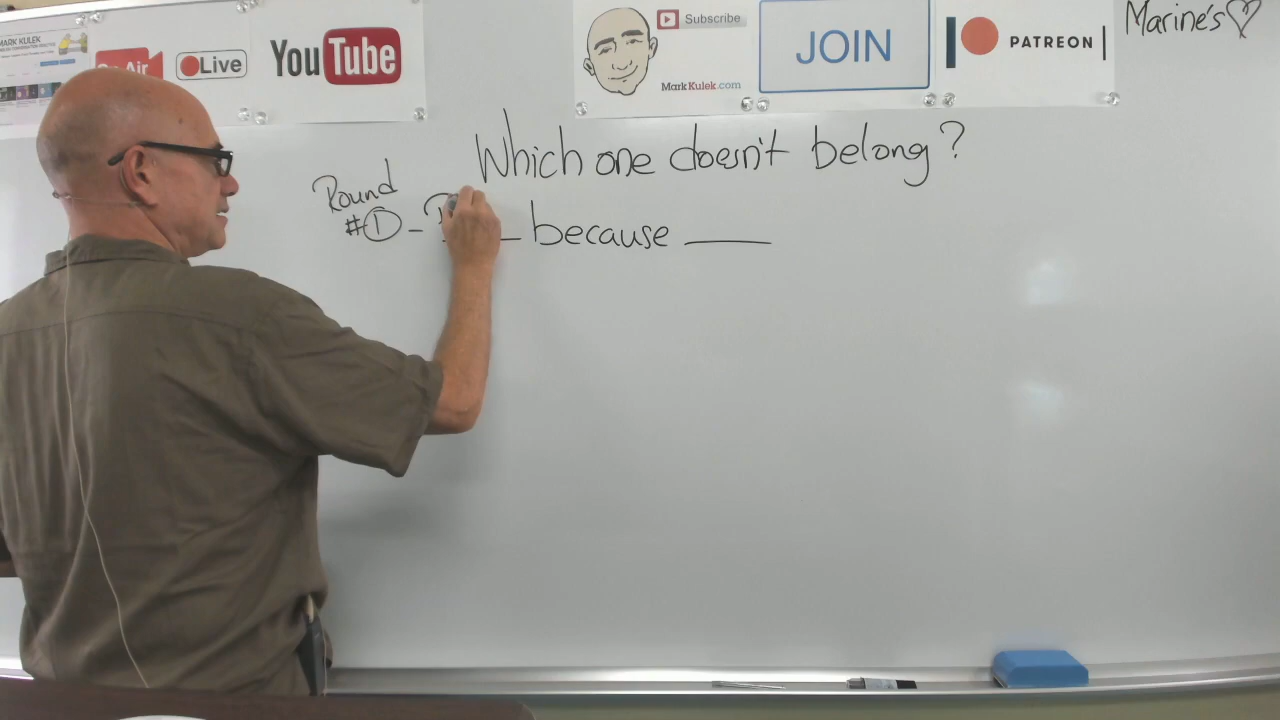 MARK KULEK
On Air
Live
YouTube
Subscribe
MarkKulek.com
JOIN
PATREON
Marine's♡
Which one doesn't belong?
Round
#① _ because ____